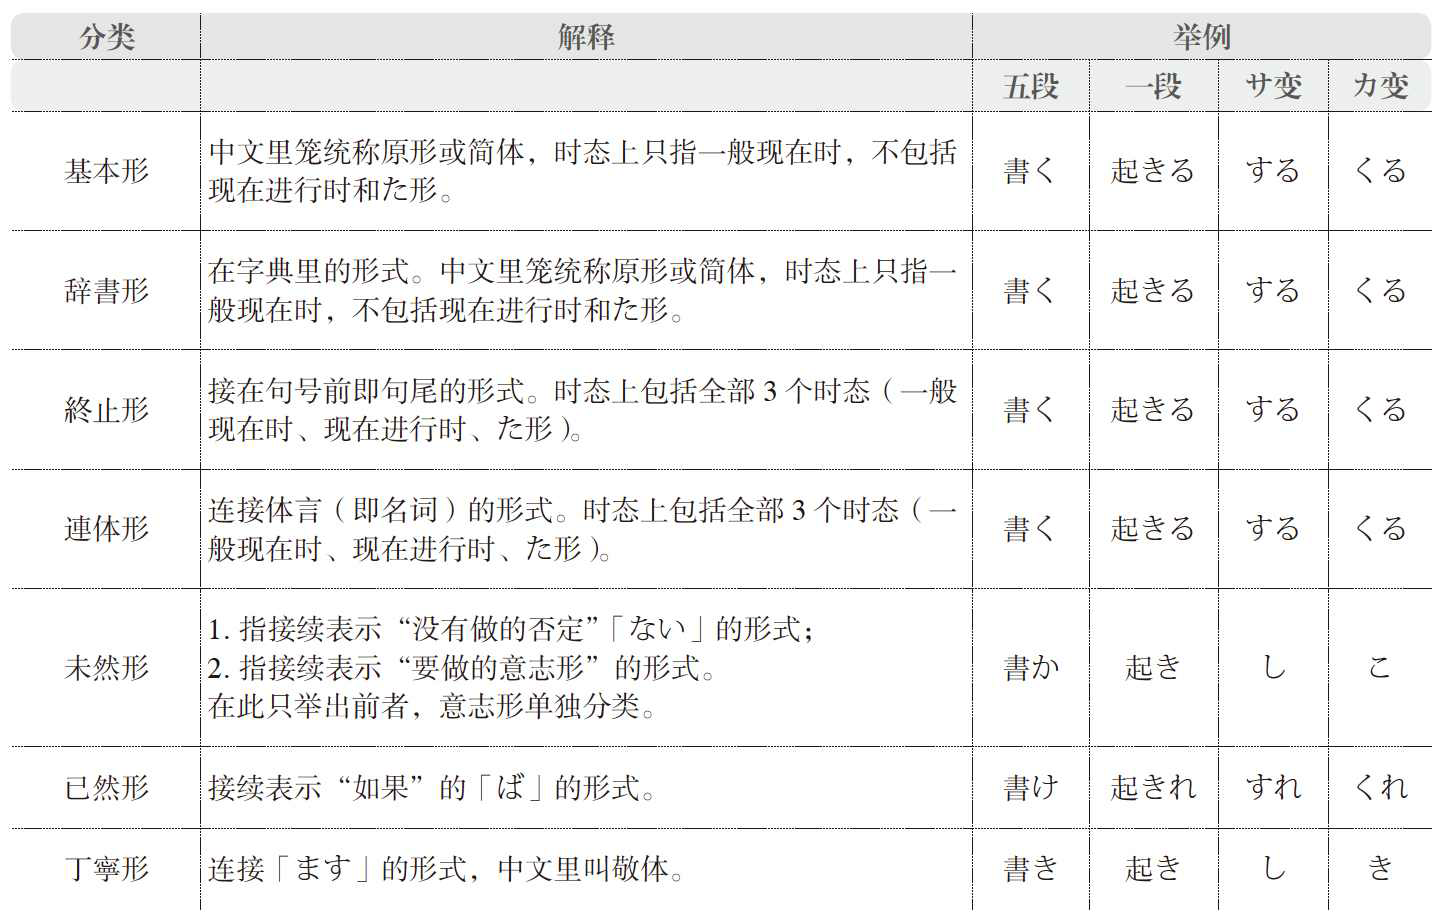 分类 解释 举例
五段 一段 サ变 カ变
基本形 中文里笼统称原形或简体，时态上只指一般现在时，不包括 書く 起きる する くる
现在进行时和た形。
辞書形 在字典里的形式。中文里笼统称原形或简体，时态上只指一 書く 起きる する くる
般现在时，不包括现在进行时和た形。
終止形 接在句号前即句尾的形式。时态上包括全部 3 个时态（一般 書く 起きる する くる
现在时、现在进行时、た形）。
連体形 连接体言（即名词）的形式。时态上包括全部 3 个时态（一 書く 起きる する くる
般现在时、现在进行时、た形）。
1. 指接续表示“没有做的否定”「ない」的形式；
未然形 2. 指接续表示“要做的意志形”的形式。 書か 起き し こ
在此只举出前者，意志形单独分类。
已然形 接续表示“如果”的「ば」的形式。 書け 起きれ すれ くれ
丁寧形 连接「ます」的形式，中文里叫敬体。 書き 起き し き